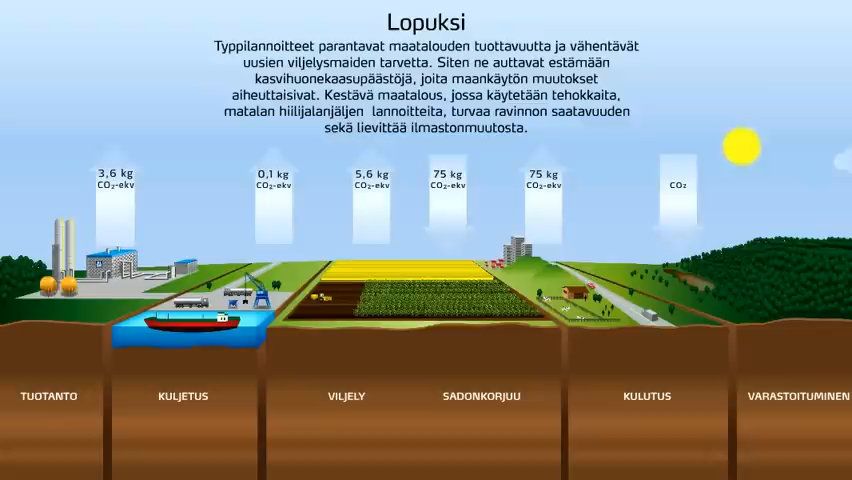 Lopuksi
Typpilannoitteet parantavat maatalouden tuottavuutta ja vähentävät
uusien viljelysmaiden tarvetta. Siten ne auttavat estämään
kasvihuonekaasupäästöjä, joita maankäytön muutokset
aiheuttaisivat. Kestävä maatalous, jossa käytetään tehokkaita,
matalan hiilijalanjäljen lannoitteita, turvaa ravinnon saatavuuden
sekä lievittää ilmastonmuutosta.
3,6 kg
CO₂-ekv
0,1 kg
CO₂-ekv
5,6 kg
CO₂-ekv
75 kg
CO₂-ekv
75 kg
CO₂-ekv
CO₂
TUOTANTO
KULJETUS
VILJELY
SADONKORJUU
KULUTUS
VARASTOITUMINEN